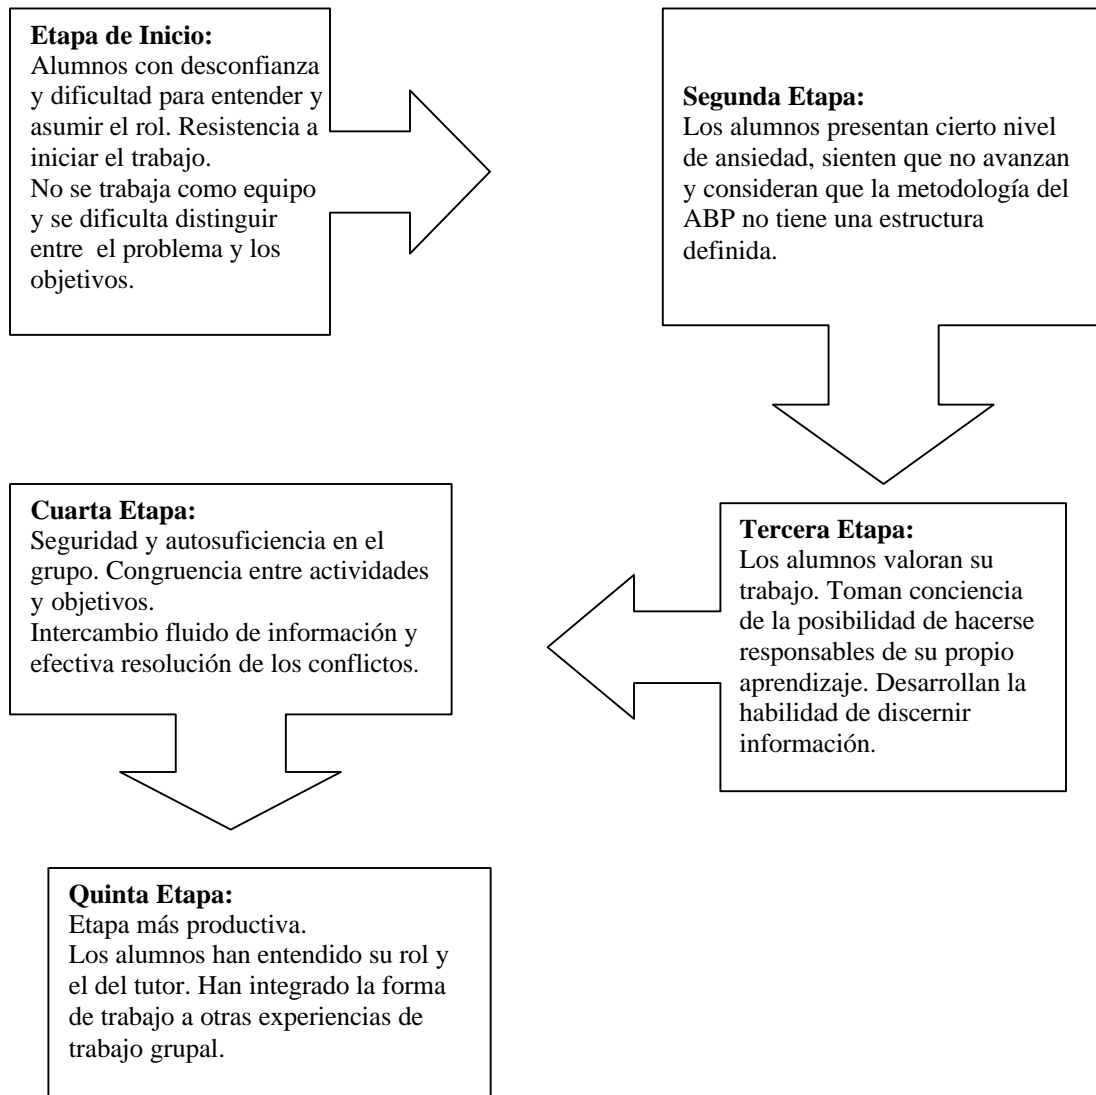 Etapa de Inicio:
Alumnos con desconfianza
y dificultad para entender y
asumir el rol. Resistencia a
iniciar el trabajo.
No se trabaja como equipo
y se dificulta distinguir
entre  el problema y los
objetivos.
Segunda Etapa:
Los alumnos presentan cierto nivel
de ansiedad, sienten que no avanzan
y consideran que la metodología del
ABP no tiene una estructura
definida.
Tercera Etapa:
Los alumnos valoran su
trabajo. Toman conciencia
de la posibilidad de hacerse
responsables de su propio
aprendizaje. Desarrollan la
habilidad de discernir
información.
Cuarta Etapa:
Seguridad y autosuficiencia en el
grupo. Congruencia entre actividades
y objetivos.
Intercambio fluido de información y
efectiva resolución de los conflictos.
Quinta Etapa:
Etapa más productiva.
Los alumnos han entendido su rol y
el del tutor. Han integrado la forma
de trabajo a otras experiencias de
trabajo grupal.